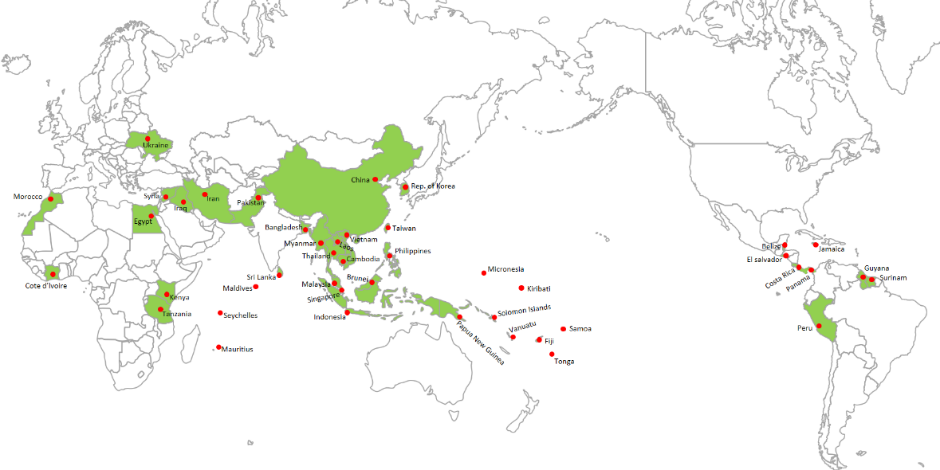 Ukraine
China
Rep. of Korea
Morocco
Syria
Iraq
Iran
Pakistan
Egypt
Bangladesh
Taiwan
Myanmar
Laos
Vietnam
Thailand
Cambodia
Philippines
Belize
Jamaica
El salvador
Cote d'Ivoire
Kenya
Tanzania
Sri Lanka
Maldives
Malaysia
Brunei
Singapore
Micronesia
Kiribati
Costa Rica
Panama
Guyana
Surinam
Seychelles
Indonesia
Papua New Guinea
Solomon Islands
Vanuatu
Samoa
Fiji
Tonga
Peru
Mauritius